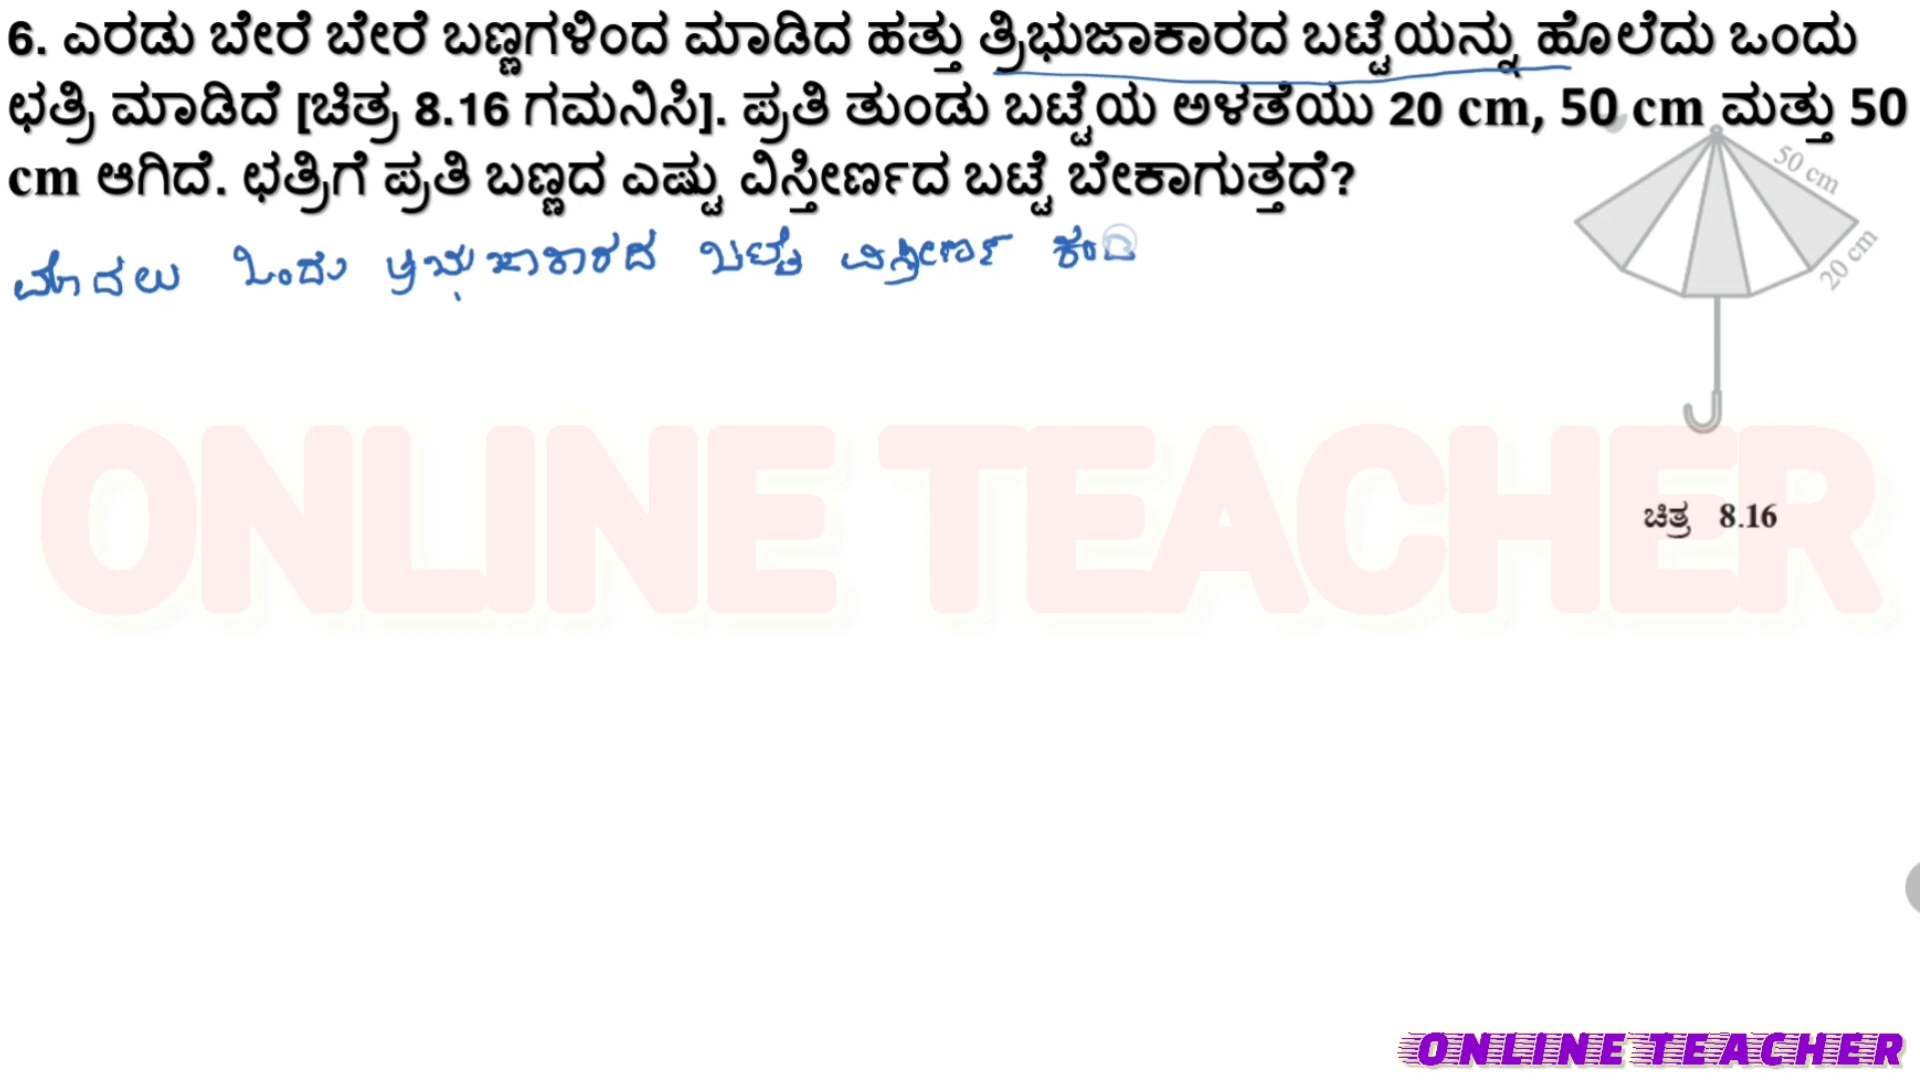 6. ಎರಡು ಬೇರೆ ಬೇರೆ ಬಣ್ಣಗಳಿಂದ ಮಾಡಿದ ಹತ್ತು ತ್ರಿಭುಜಾಕಾರದ ಬಟ್ಟೆಯನ್ನು ಹೊಲೆದು ಒಂದು
ಛತ್ರಿ ಮಾಡಿದೆ [ಚಿತ್ರ 8.16 ಗಮನಿಸಿ]. ಪ್ರತಿ ತುಂಡು ಬಟ್ಟೆಯ ಅಳತೆಯು 20 cm, 50 cm ಮತ್ತು 50
cm ಆಗಿದೆ. ಛತ್ರಿಗೆ ಪ್ರತಿ ಬಣ್ಣದ ಎಷ್ಟು ವಿಸ್ತೀರ್ಣದ ಬಟ್ಟೆ ಬೇಕಾಗುತ್ತದೆ?
50 cm
20 cm
ಮೊದಲು ಒಂದು ತ್ರಿಭುಜಾಕಾರದ ಬಟ್ಟೆ ವಿಸ್ತೀರ್ಣ
ONLINE TEACHER
ಚಿತ್ರ 8.16
ONLINE TEACHER